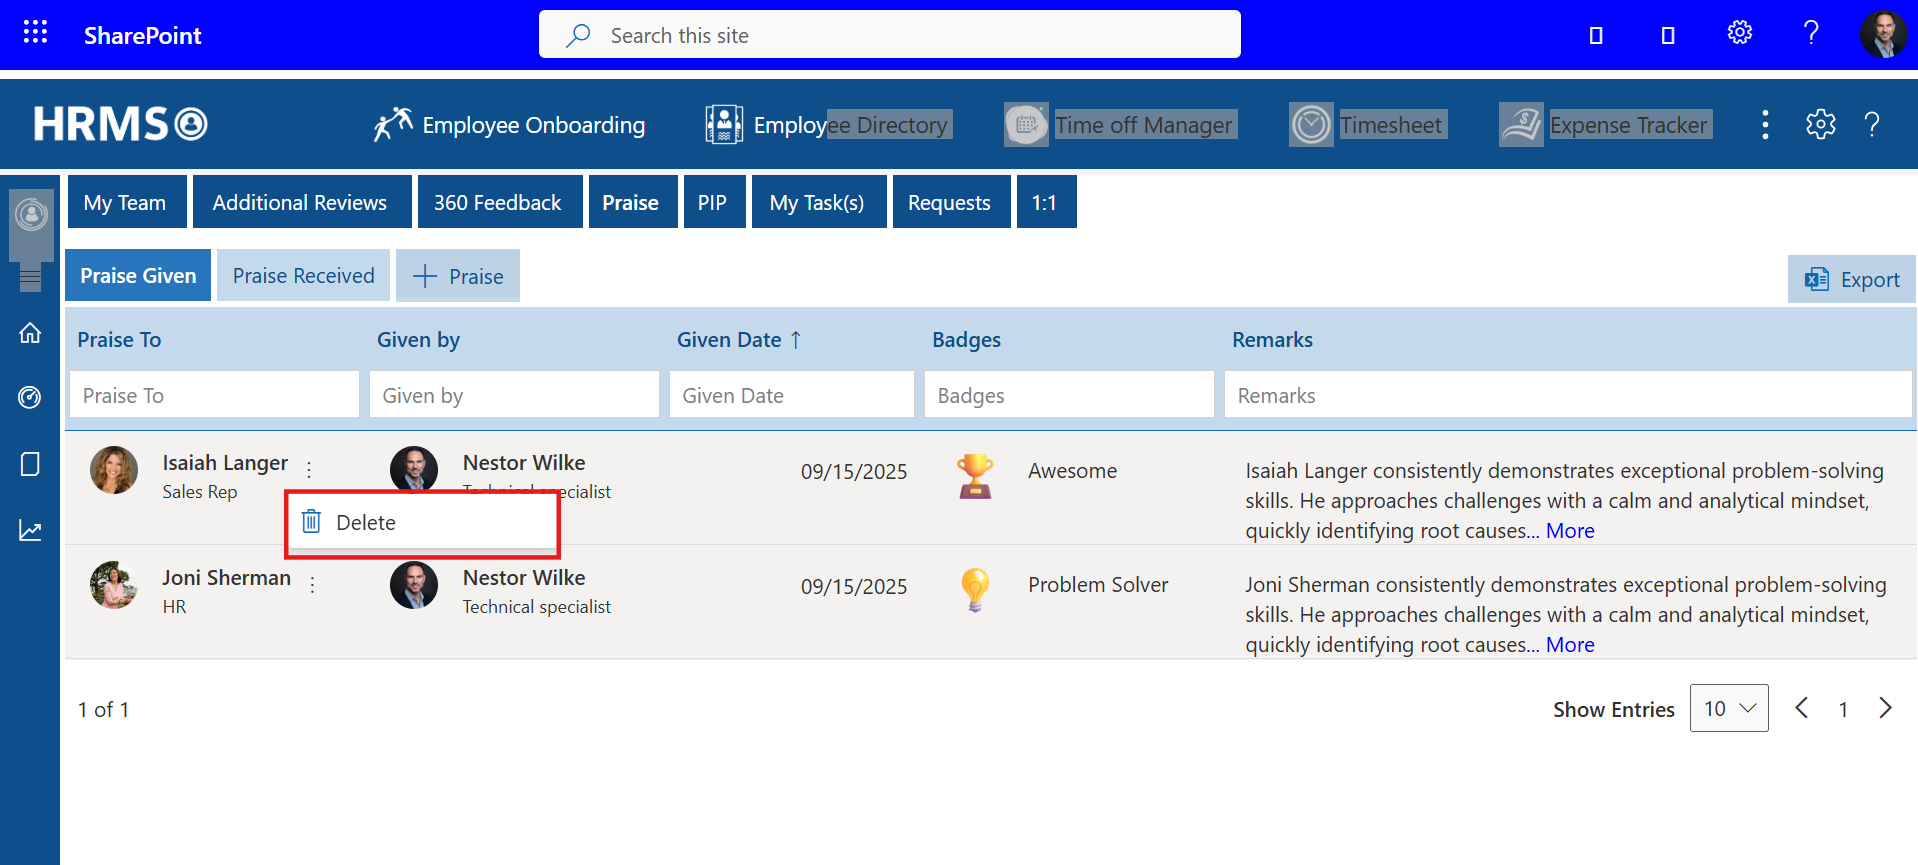 SharePoint
Search this site
HRMS
Employee Onboarding
Employee Directory
Time off Manager
Timesheet
Expense Tracker
My Team
Additional Reviews
360 Feedback
Praise
PIP
My Task(s)
Requests
1:1
Praise Given
Praise Received
Praise
Export
Praise To
Given by
Given Date ↑
Badges
Remarks
Praise To
Given by
Given Date
Badges
Remarks
Isaiah Langer
Sales Rep
Nestor Wilke
Technical specialist
09/15/2025
Awesome
Isaiah Langer consistently demonstrates exceptional problem-solving
skills. He approaches challenges with a calm and analytical mindset,
quickly identifying root causes... More
Delete
Joni Sherman
HR
Nestor Wilke
Technical specialist
09/15/2025
Problem Solver
Joni Sherman consistently demonstrates exceptional problem-solving
skills. He approaches challenges with a calm and analytical mindset,
quickly identifying root causes... More
1 of 1
Show Entries
10
1